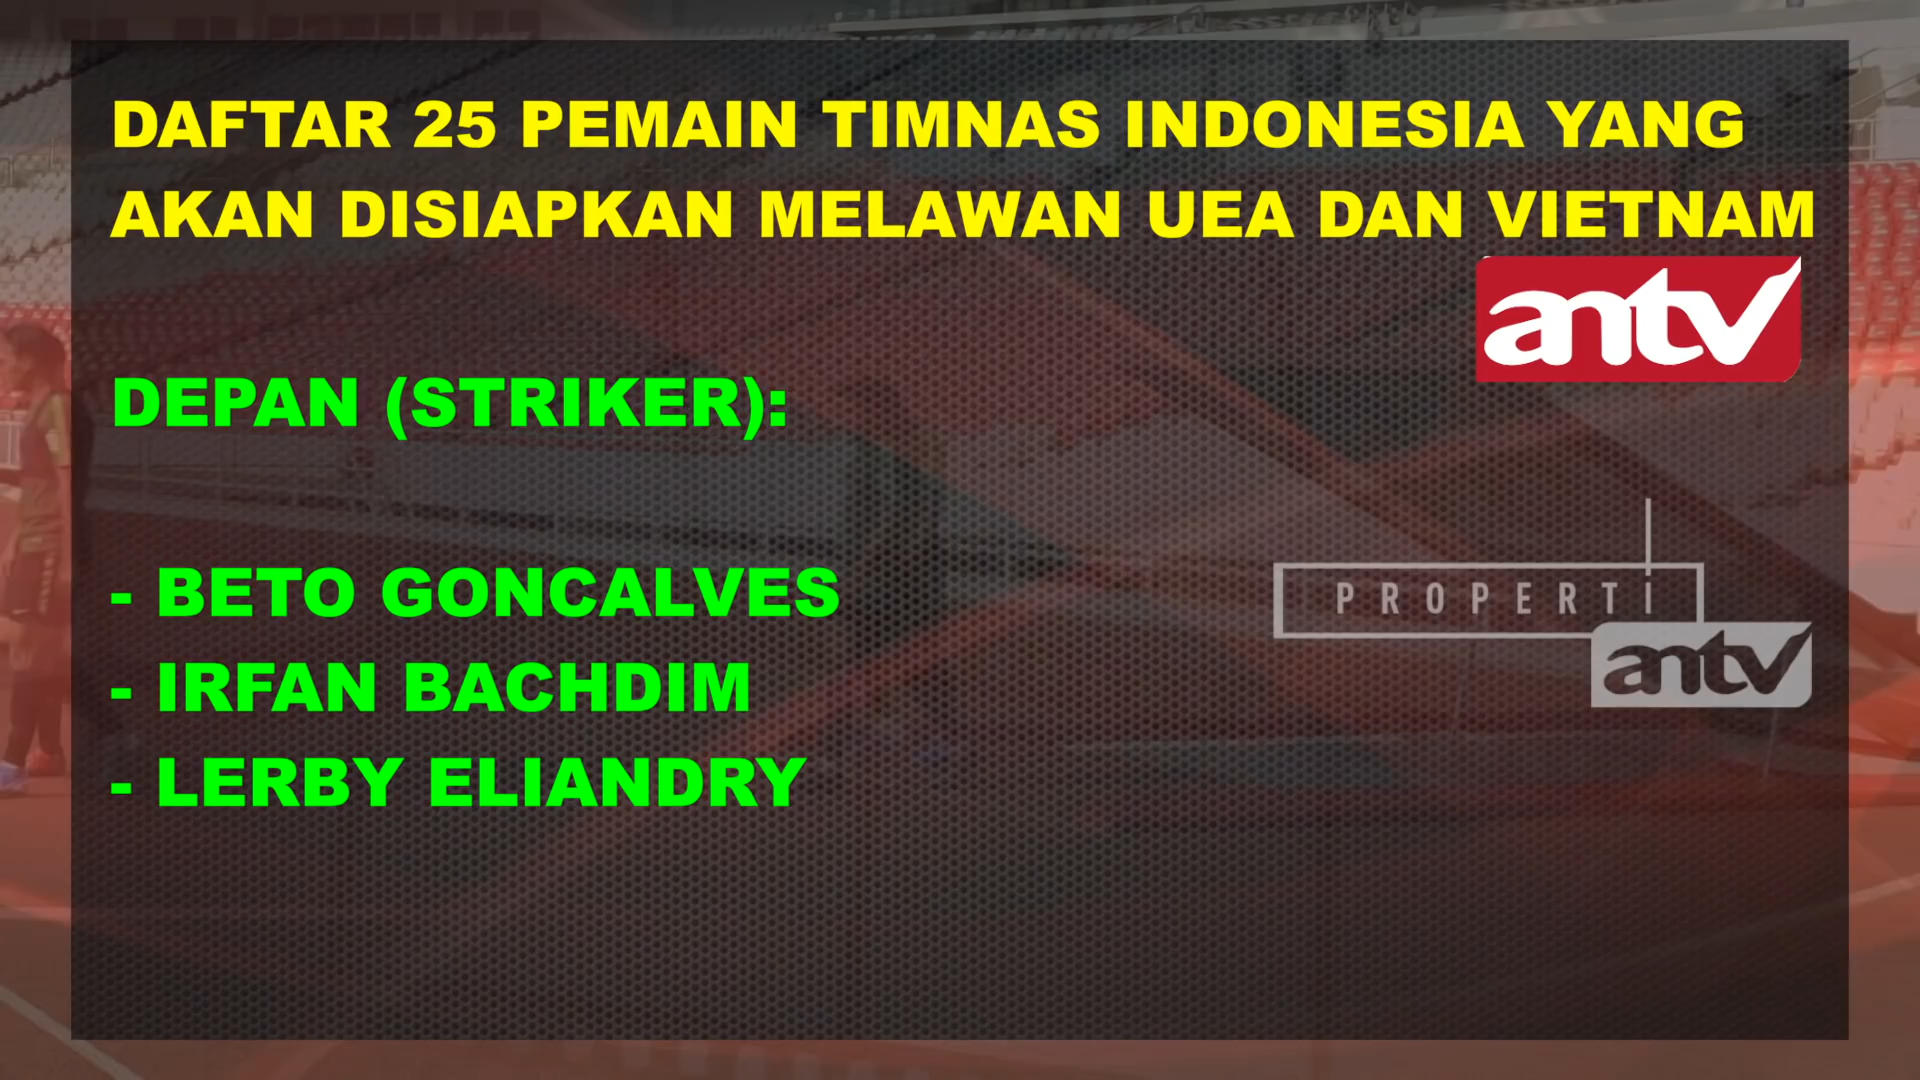 DAFTAR 25 PEMAIN TIMNAS INDONESIA YANG
AKAN DISIAPKAN MELAWAN UEA DAN VIETNAM
antv
DEPAN (STRIKER):
- BETO GONCALVES
PROPERTI
antv
- IRFAN BACHDIM
- LERBY ELIANDRY